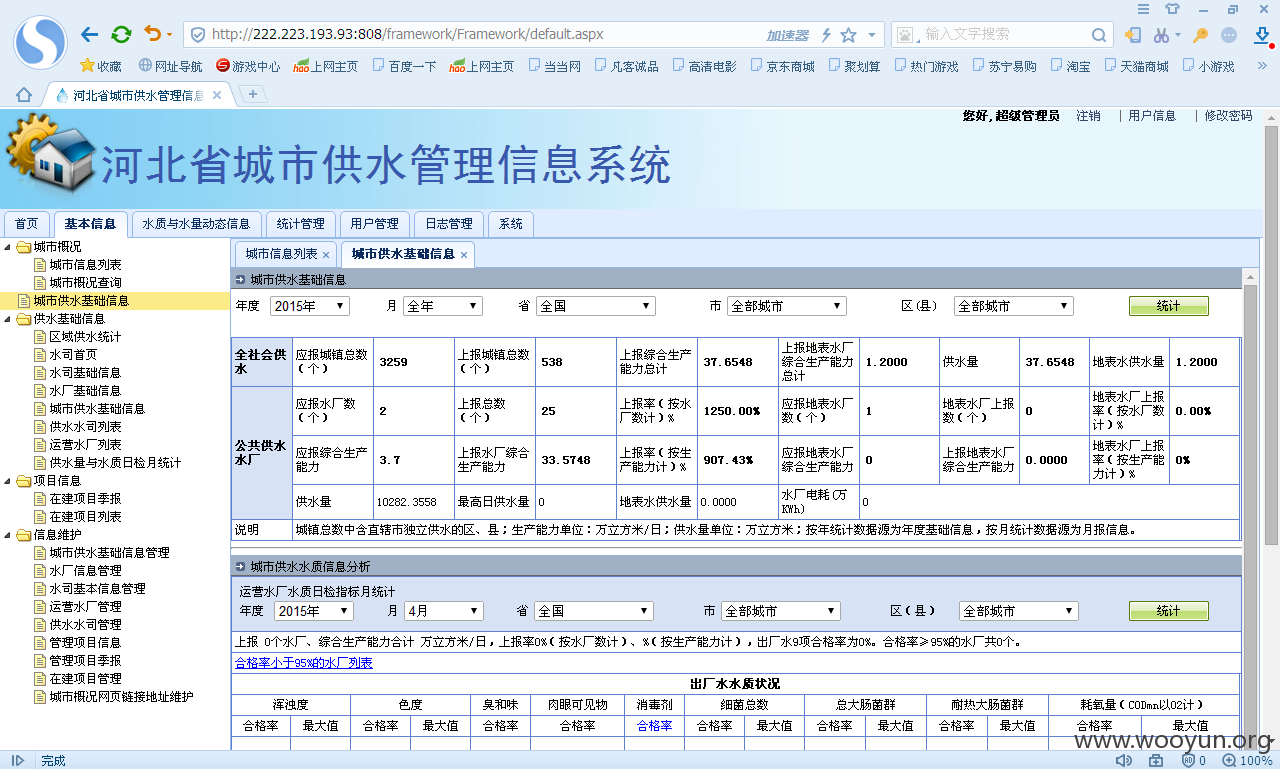 http://222.223.193.93:808/framework/Framework/default.aspx 加速器 输入文字搜索
收藏 网址导航 游戏中心 hao 上网主页 百度一下 hao 上网主页 当当网 凡客诚品 高清电影 京东商城 聚划算 热门游戏 苏宁易购 淘宝 天猫商城 小游戏
河北省城市供水管理信息
您好,超级管理员 注销 | 用户信息 | 修改密码
河北省城市供水管理信息系统
首页 基本信息 水质与水量动态信息 统计管理 用户管理 日志管理 系统
城市概况
城市信息列表
城市概况查询
城市供水基础信息
供水基础信息
区域供水统计
水司首页
水司基础信息
水厂基础信息
城市供水基础信息
供水水司列表
运营水厂列表
供水量与水质日检月统计
项目信息
在建项目季报
在建项目列表
信息维护
城市供水基础信息管理
水厂信息管理
水司基本信息管理
运营水厂管理
供水水司管理
管理项目信息
管理项目季报
在建项目管理
城市概况网页链接地址维护
城市信息列表 × 城市供水基础信息 ×
城市供水基础信息
年度 2015年 月 全年 省 全国 市 全部城市 区(县) 全部城市 统计
全社会供水 应报城镇总数(个) 3259 上报城镇总数(个) 538 上报综合生产能力总计 37.6548 上报地表水厂综合生产能力总计 1.2000 供水量 37.6548 地表水供水量 1.2000
公共供水水厂 应报水厂数(个) 2 上报总数(个) 25 上报率(按水厂数计)% 1250.00% 应报地表水厂数(个) 1 地表水厂上报数(个) 0 地表水厂上报率(按水厂数计)% 0.00%
应报综合生产能力 3.7 上报水厂综合生产能力 33.5748 上报率(按生产能力计)% 907.43% 应报地表水厂综合生产能力 0 上报地表水厂综合生产能力 0.0000 地表水厂上报率(按生产能力计)% 0%
供水量 10282.3558 最高日供水量 0 地表水供水量 0.0000 水厂电耗(万KWh) 0
说明 城镇总数中含直辖市独立供水的区、县;生产能力单位:万立方米/日;供水量单位:万立方米;按年统计数据源为年度基础信息,按月统计数据源为月报信息。
城市供水水质信息分析
运营水厂水质日检指标月统计
年度 2015年 月 4月 省 全国 市 全部城市 区(县) 全部城市 统计
上报 0个水厂、综合生产能力合计 万立方米/日,上报率0%(按水厂数计)、%(按生产能力计),出厂水9项合格率为0%。合格率≥95%的水厂共0个。
合格率小于95%的水厂列表
出厂水水质状况
浑浊度 色度 臭和味 肉眼可见物 消毒剂 细菌总数 总大肠菌群 耐热大肠菌群 耗氧量(CODmn以O2计)
合格率 最大值 合格率 最大值 合格率 合格率 合格率 合格率 最大值 合格率 最大值 合格率 最大值 合格率 最大值
www.wooyun.org
完成 0 100%